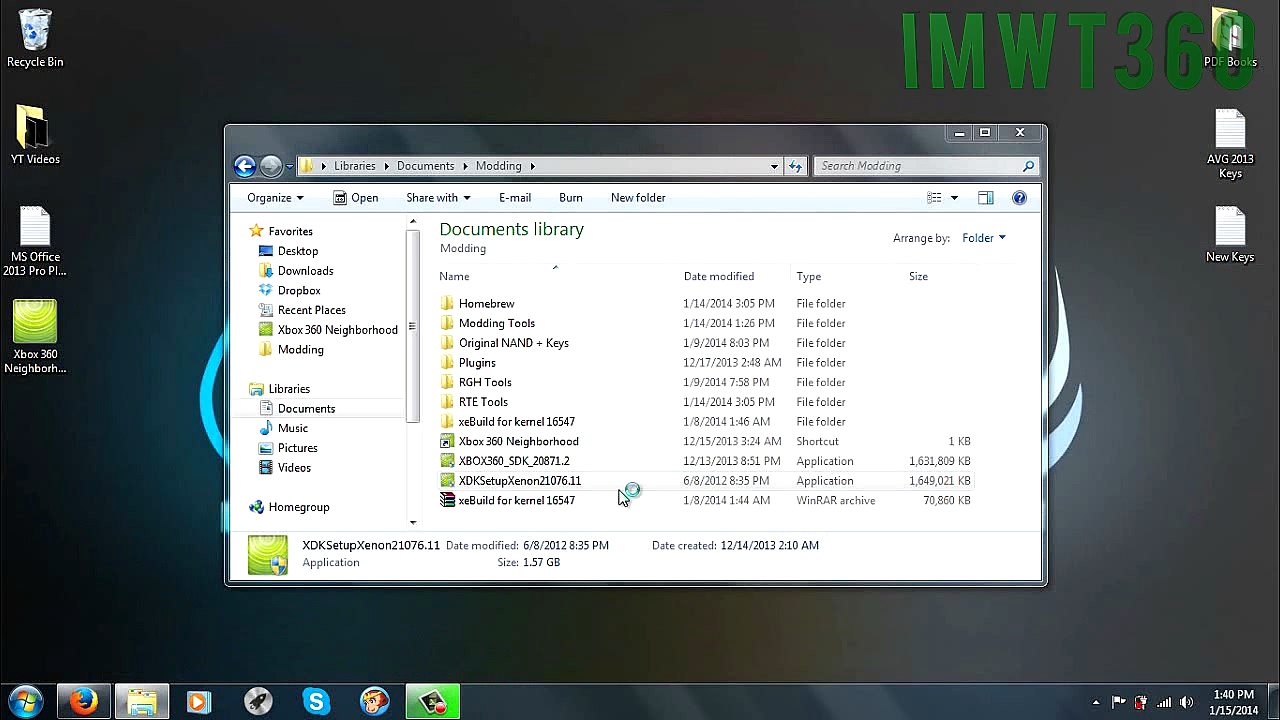 Recycle Bin
IMWT360
PDF Books
YT Videos
AVG 2013
Keys
MS Office
2013 Pro Pl...
New Keys
Xbox 360
Neighborh...
Libraries
Documents
Modding
Search Modding
Organize
Open
Share with
E-mail
Burn
New folder
Favorites
Desktop
Downloads
Dropbox
Recent Places
Xbox 360 Neighborhood
Modding
Libraries
Documents
Music
Pictures
Videos
Homegroup
Documents library
Modding
Arrange by: Folder
Name Date modified Type Size
Homebrew 1/14/2014 3:05 PM File folder
Modding Tools 1/14/2014 1:26 PM File folder
Original NAND + Keys 1/9/2014 8:03 PM File folder
Plugins 12/17/2013 2:48 AM File folder
RGH Tools 1/9/2014 7:58 PM File folder
RTE Tools 1/14/2014 3:05 PM File folder
xeBuild for kernel 16547 1/8/2014 1:46 AM File folder
Xbox 360 Neighborhood 12/15/2013 3:24 AM Shortcut 1 KB
XBOX360_SDK_20871.2 12/13/2013 8:51 PM Application 1,631,809 KB
XDKSetupXenon21076.11 6/8/2012 8:35 PM Application 1,649,021 KB
xeBuild for kernel 16547 1/8/2014 1:44 AM WinRAR archive 70,860 KB
XDKSetupXenon21076.11 Date modified: 6/8/2012 8:35 PM Date created: 12/14/2013 2:10 AM
Application Size: 1.57 GB
1:40 PM
1/15/2014